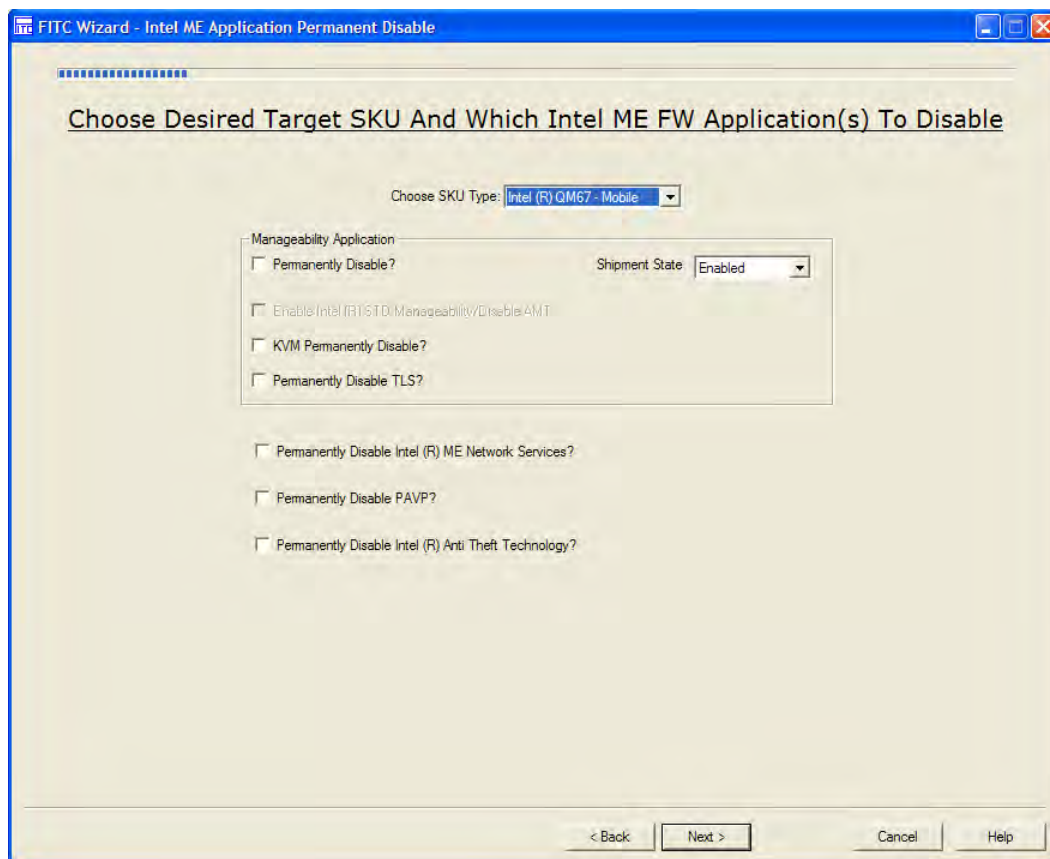 FITC Wizard - Intel ME Application Permanent Disable
Choose Desired Target SKU And Which Intel ME FW Application(s) To Disable
Choose SKU Type: Intel (R) QM67 - Mobile
Manageability Application
Permanently Disable? Shipment State Enabled
Enable Intel (R) STD Manageability/Disable AMT
KVM Permanently Disable?
Permanently Disable TLS?
Permanently Disable Intel (R) ME Network Services?
Permanently Disable PAVP?
Permanently Disable Intel (R) Anti Theft Technology?
< Back Next > Cancel Help